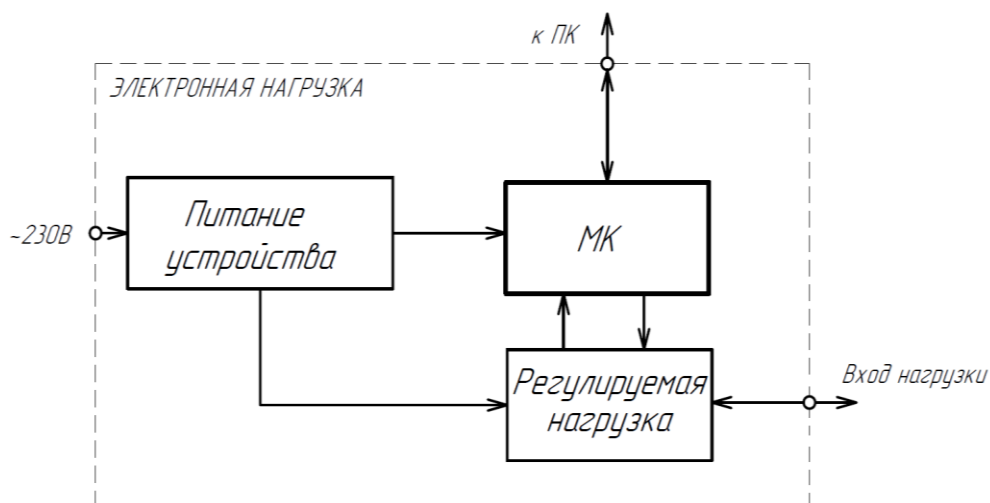 к ПК
ЭЛЕКТРОННАЯ НАГРУЗКА
~230В
Питание
устройства
МК
Регулируемая
нагрузка
Вход нагрузки